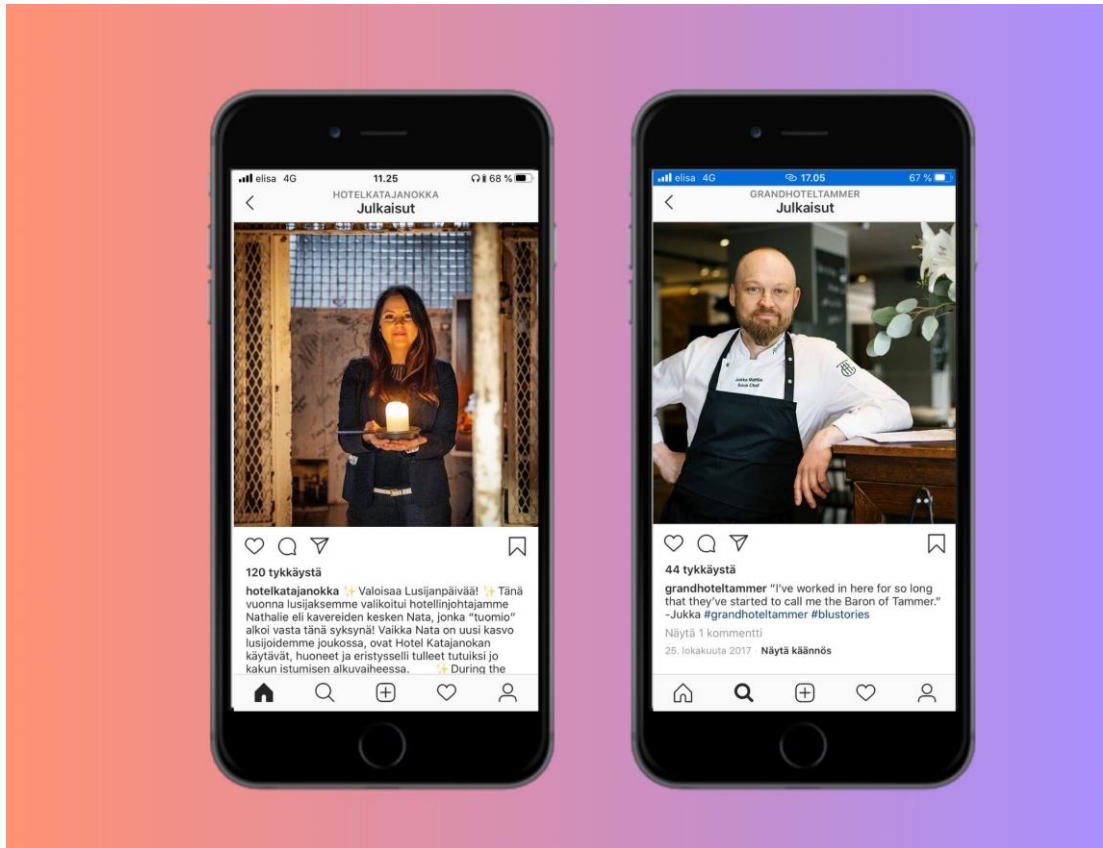 elisa 4G 11.25 68 %
HOTELKATAJANOKKA
Julkaisut
120 tykkäystä
hotelkatajanokka ✨ Valoisaa Lusijanpäivää! ✨ Tänä
vuonna lusijaksemme valikoitui hotellinjohtajamme
Nathalie eli kavereiden kesken Nata, jonka ”tuomio”
alkoi vasta tänä syksynä! Vaikka Nata on uusi kasvo
lusijoidemme joukossa, ovat Hotel Katajanokan
käytävät, huoneet ja eristysselli tulleet tutuiksi jo
kakun istumisen alkuvaiheessa. ✨ During the
elisa 4G 17.05 67 %
GRANDHOTELTAMMER
Julkaisut
Jukka Mattila
Sous Chef
44 tykkäystä
grandhoteltammer “I’ve worked in here for so long
that they’ve started to call me the Baron of Tammer.”
-Jukka #grandhoteltammer #blustories
Näytä 1 kommentti
25. lokakuuta 2017 · Näytä käännös